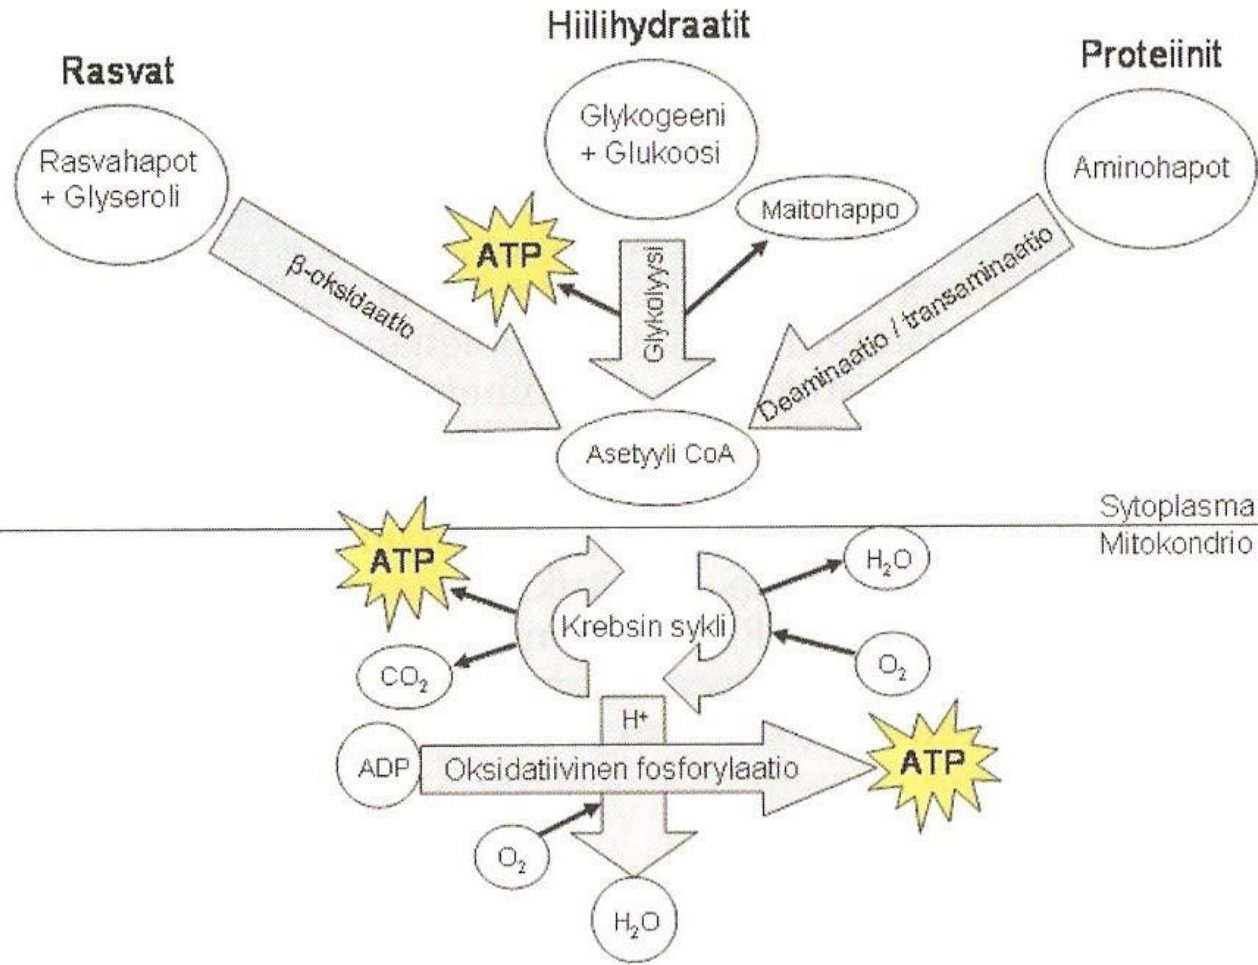 Hiilihydraatit
Rasvat
Proteiinit
Glykogeeni
+ Glukoosi
Rasvahapot
+ Glyseroli
Aminohapot
Maitohappo
ATP
β-oksidaatio
Glykolyysi
Deaminaatio / transaminaatio
Asetyyli CoA
Sytoplasma
Mitokondrio
ATP
H₂O
Krebsin sykli
CO₂
O₂
H⁺
ADP
Oksidatiivinen fosforylaatio
ATP
O₂
H₂O